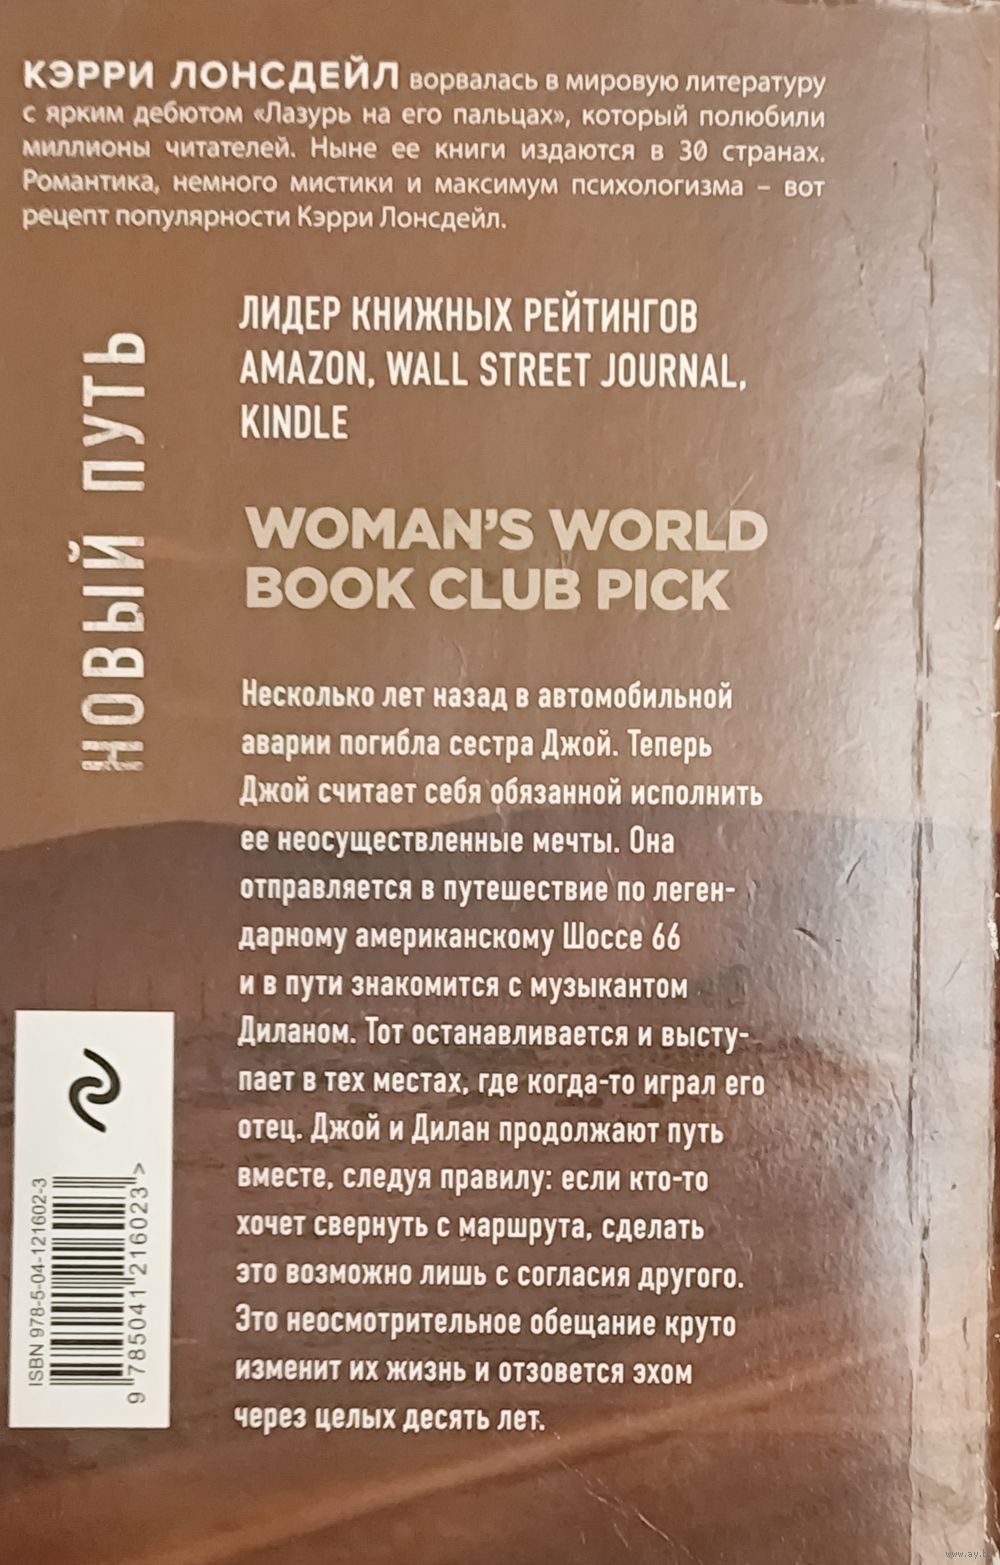 КЭРРИ ЛОНСДЕЙЛ ворвалась в мировую литературу
с ярким дебютом «Лазурь на его пальцах», который полюбили
миллионы читателей. Ныне ее книги издаются в 30 странах.
Романтика, немного мистики и максимум психологизма – вот
рецепт популярности Кэрри Лонсдейл.
НОВЫЙ ПУТЬ
ЛИДЕР КНИЖНЫХ РЕЙТИНГОВ
AMAZON, WALL STREET JOURNAL,
KINDLE
WOMAN'S WORLD
BOOK CLUB PICK
Несколько лет назад в автомобильной
аварии погибла сестра Джой. Теперь
Джой считает себя обязанной исполнить
ее неосуществленные мечты. Она
отправляется в путешествие по леген-
дарному американскому Шоссе 66
и в пути знакомится с музыкантом
Диланом. Тот останавливается и высту-
пает в тех местах, где когда-то играл его
отец. Джой и Дилан продолжают путь
вместе, следуя правилу: если кто-то
хочет свернуть с маршрута, сделать
это возможно лишь с согласия другого.
Это неосмотрительное обещание круто
изменит их жизнь и отзовется эхом
через целых десять лет.
ISBN 978-5-04-121602-3
9 785041 216023 >